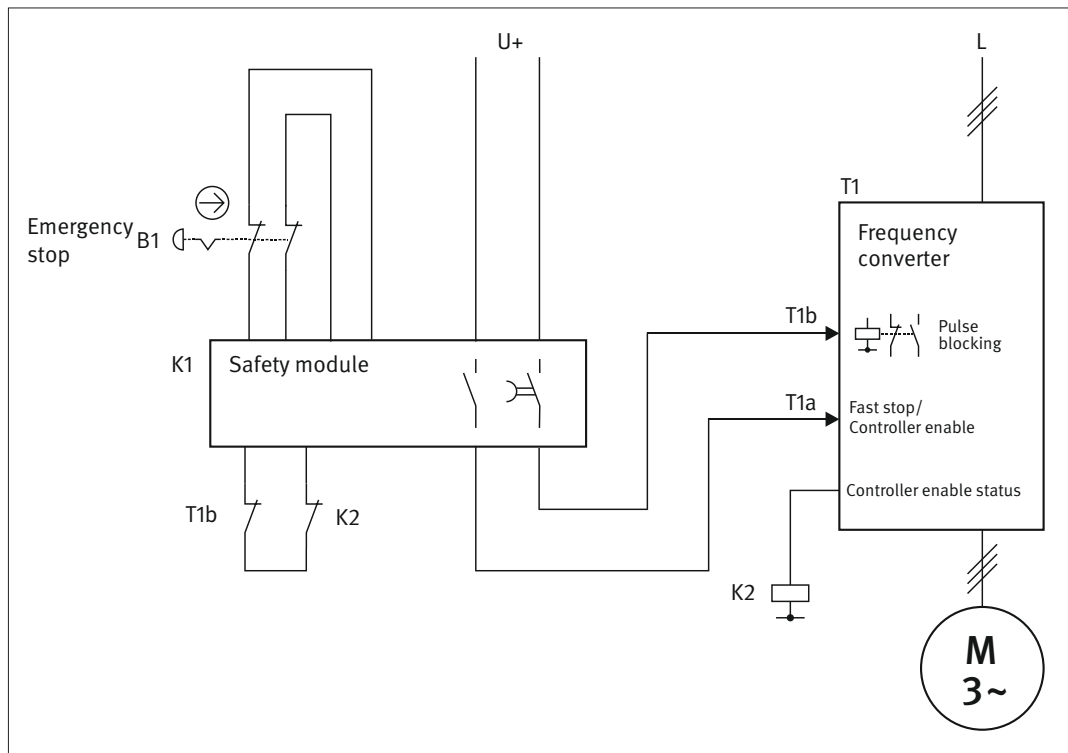 U+
L
T1
Emergency
stop
B1
Frequency
converter
T1b
Pulse
blocking
K1
Safety module
T1a
Fast stop/
Controller enable
Controller enable status
T1b
K2
K2
M
3~